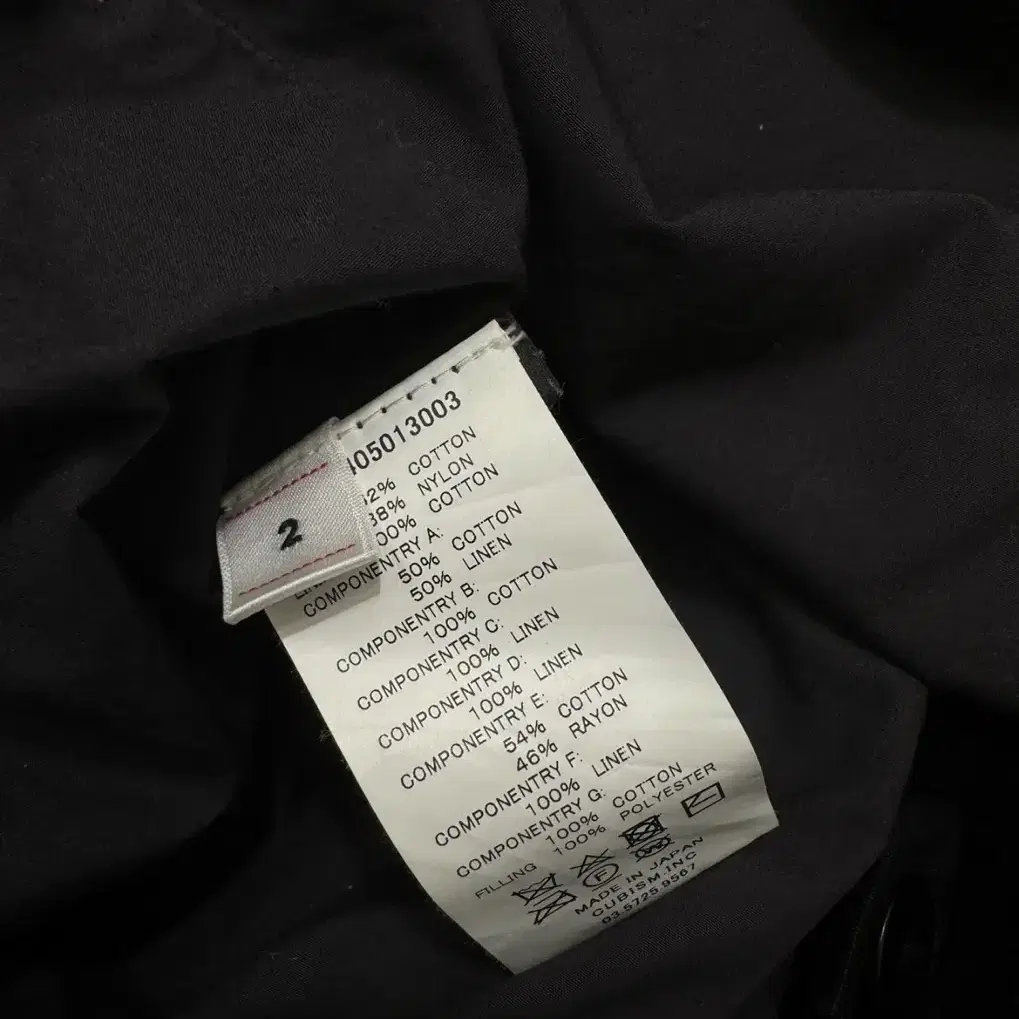 2
405013003
62% COTTON
38% NYLON
100% COTTON
COMPONENTRY A:
50% COTTON
50% LINEN
COMPONENTRY B:
100% COTTON
COMPONENTRY C:
100% LINEN
COMPONENTRY D:
100% LINEN
COMPONENTRY E:
54% COTTON
46% RAYON
COMPONENTRY F:
100% LINEN
COMPONENTRY G:
100% COTTON
FILLING 100% POLYESTER
F
MADE IN JAPAN
CUBISM.INC
03.5725.9567